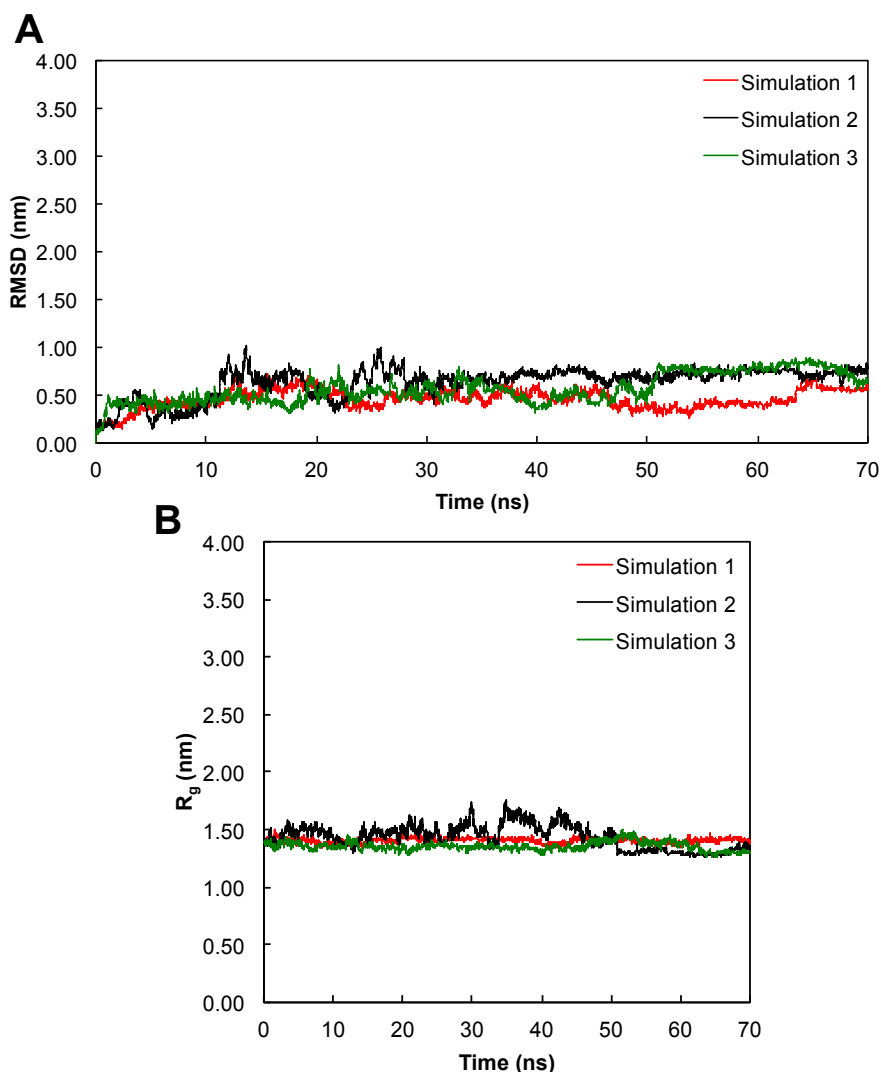 A
4.00
3.50
3.00
2.50
2.00
1.50
1.00
0.50
0.00
RMSD (nm)
Simulation 1
Simulation 2
Simulation 3
0 10 20 30 40 50 60 70
Time (ns)
B
4.00
3.50
3.00
2.50
2.00
1.50
1.00
0.50
0.00
Rg (nm)
Simulation 1
Simulation 2
Simulation 3
0 10 20 30 40 50 60 70
Time (ns)